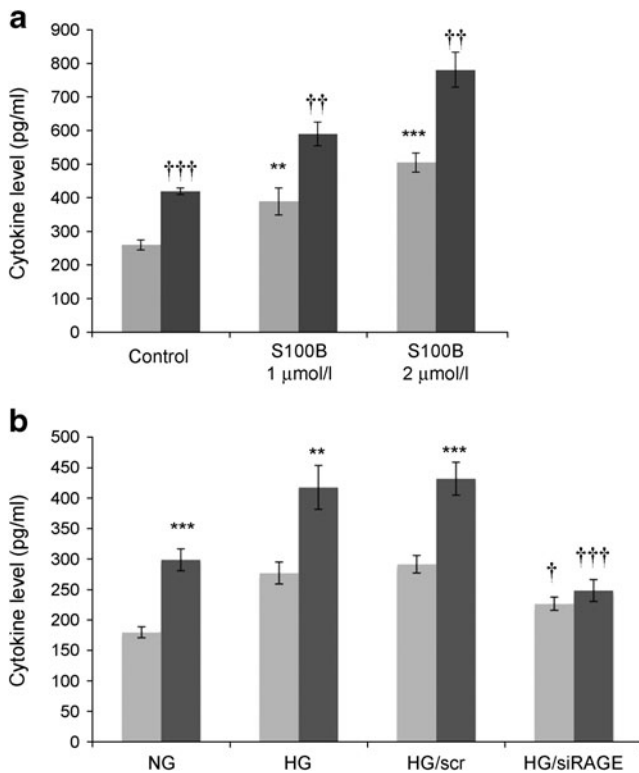 a
Cytokine level (pg/ml)
900
800
700
600
500
400
300
200
100
0
†††
**
††
***
††
Control
S100B
1 μmol/l
S100B
2 μmol/l
b
Cytokine level (pg/ml)
500
450
400
350
300
250
200
150
100
50
0
***
**
***
†
†††
NG
HG
HG/scr
HG/siRAGE